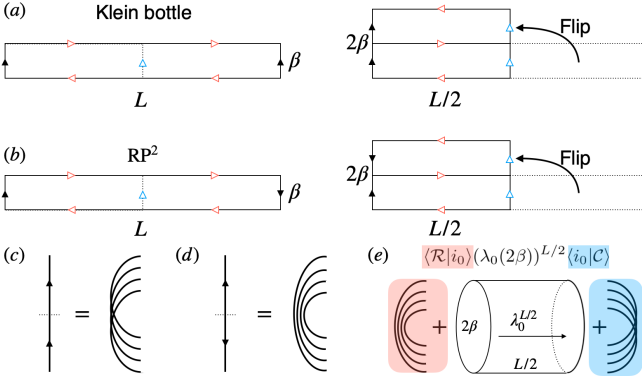 (a)
Klein bottle
β
L
2β
Flip
L/2
(b)
RP²
β
L
2β
Flip
L/2
(c)
=
(d)
=
(e)
⟨ℛ|i₀⟩(λ₀(2β))^{L/2}⟨i₀|𝒞⟩
+
2β
λ₀^{L/2}
L/2
+